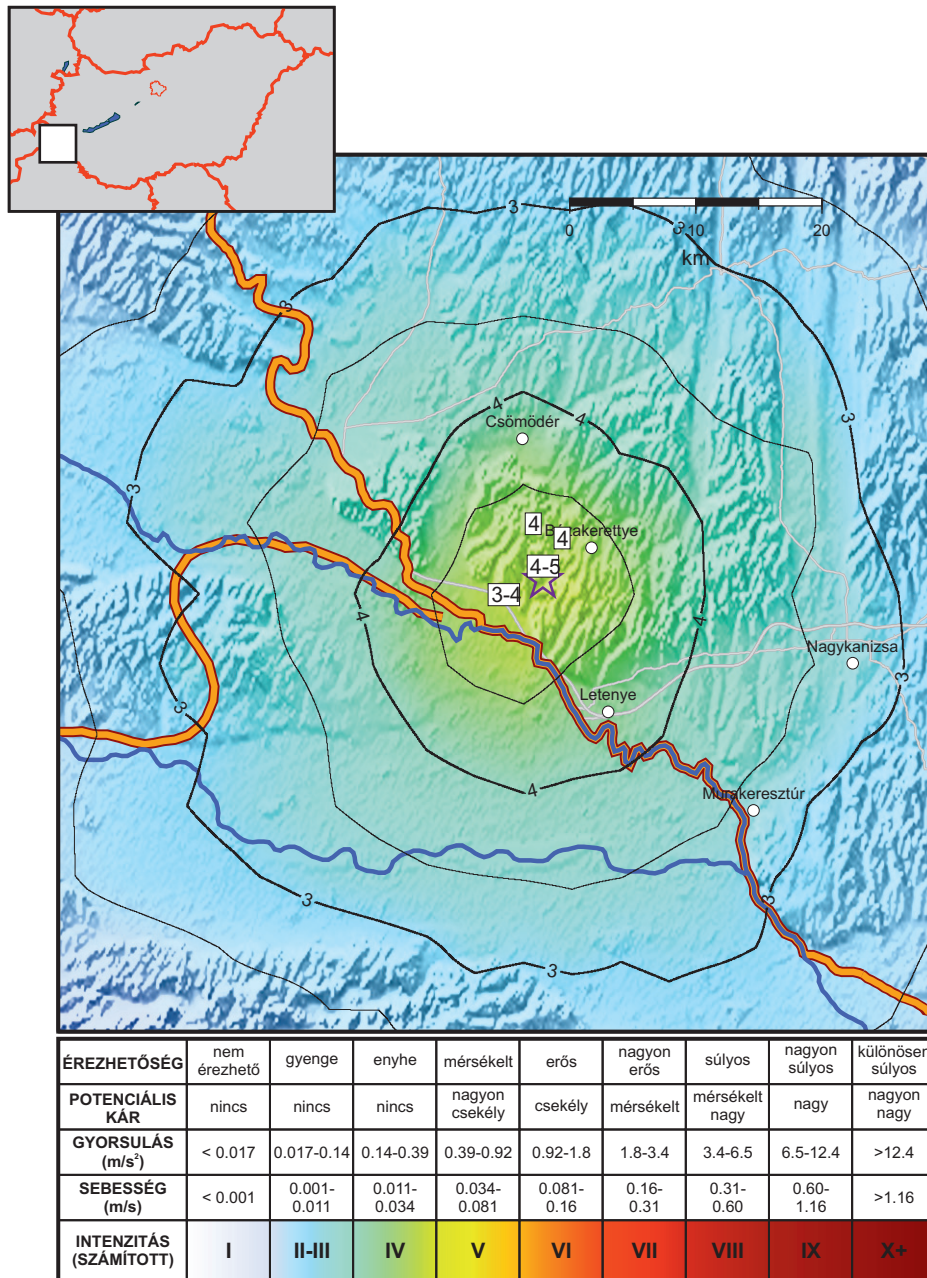 3
3
0
10
20
km
3
3
4
4
Csömödér
3
4
Bázakerettye
4
4-5
3-4
4
4
Nagykanizsa
3
Letenye
3
4
Murakeresztúr
3
3
3
ÉREZHETŐSÉG nem érezhető gyenge enyhe mérsékelt erős nagyon erős súlyos nagyon súlyos különösen súlyos
POTENCIÁLIS KÁR nincs nincs nincs nagyon csekély csekély mérsékelt mérsékelt nagy nagy nagyon nagy
GYORSULÁS (m/s²) < 0.017 0.017-0.14 0.14-0.39 0.39-0.92 0.92-1.8 1.8-3.4 3.4-6.5 6.5-12.4 >12.4
SEBESSÉG (m/s) < 0.001 0.001-0.011 0.011-0.034 0.034-0.081 0.081-0.16 0.16-0.31 0.31-0.60 0.60-1.16 >1.16
INTENZITÁS (SZÁMÍTOTT) I II-III IV V VI VII VIII IX X+